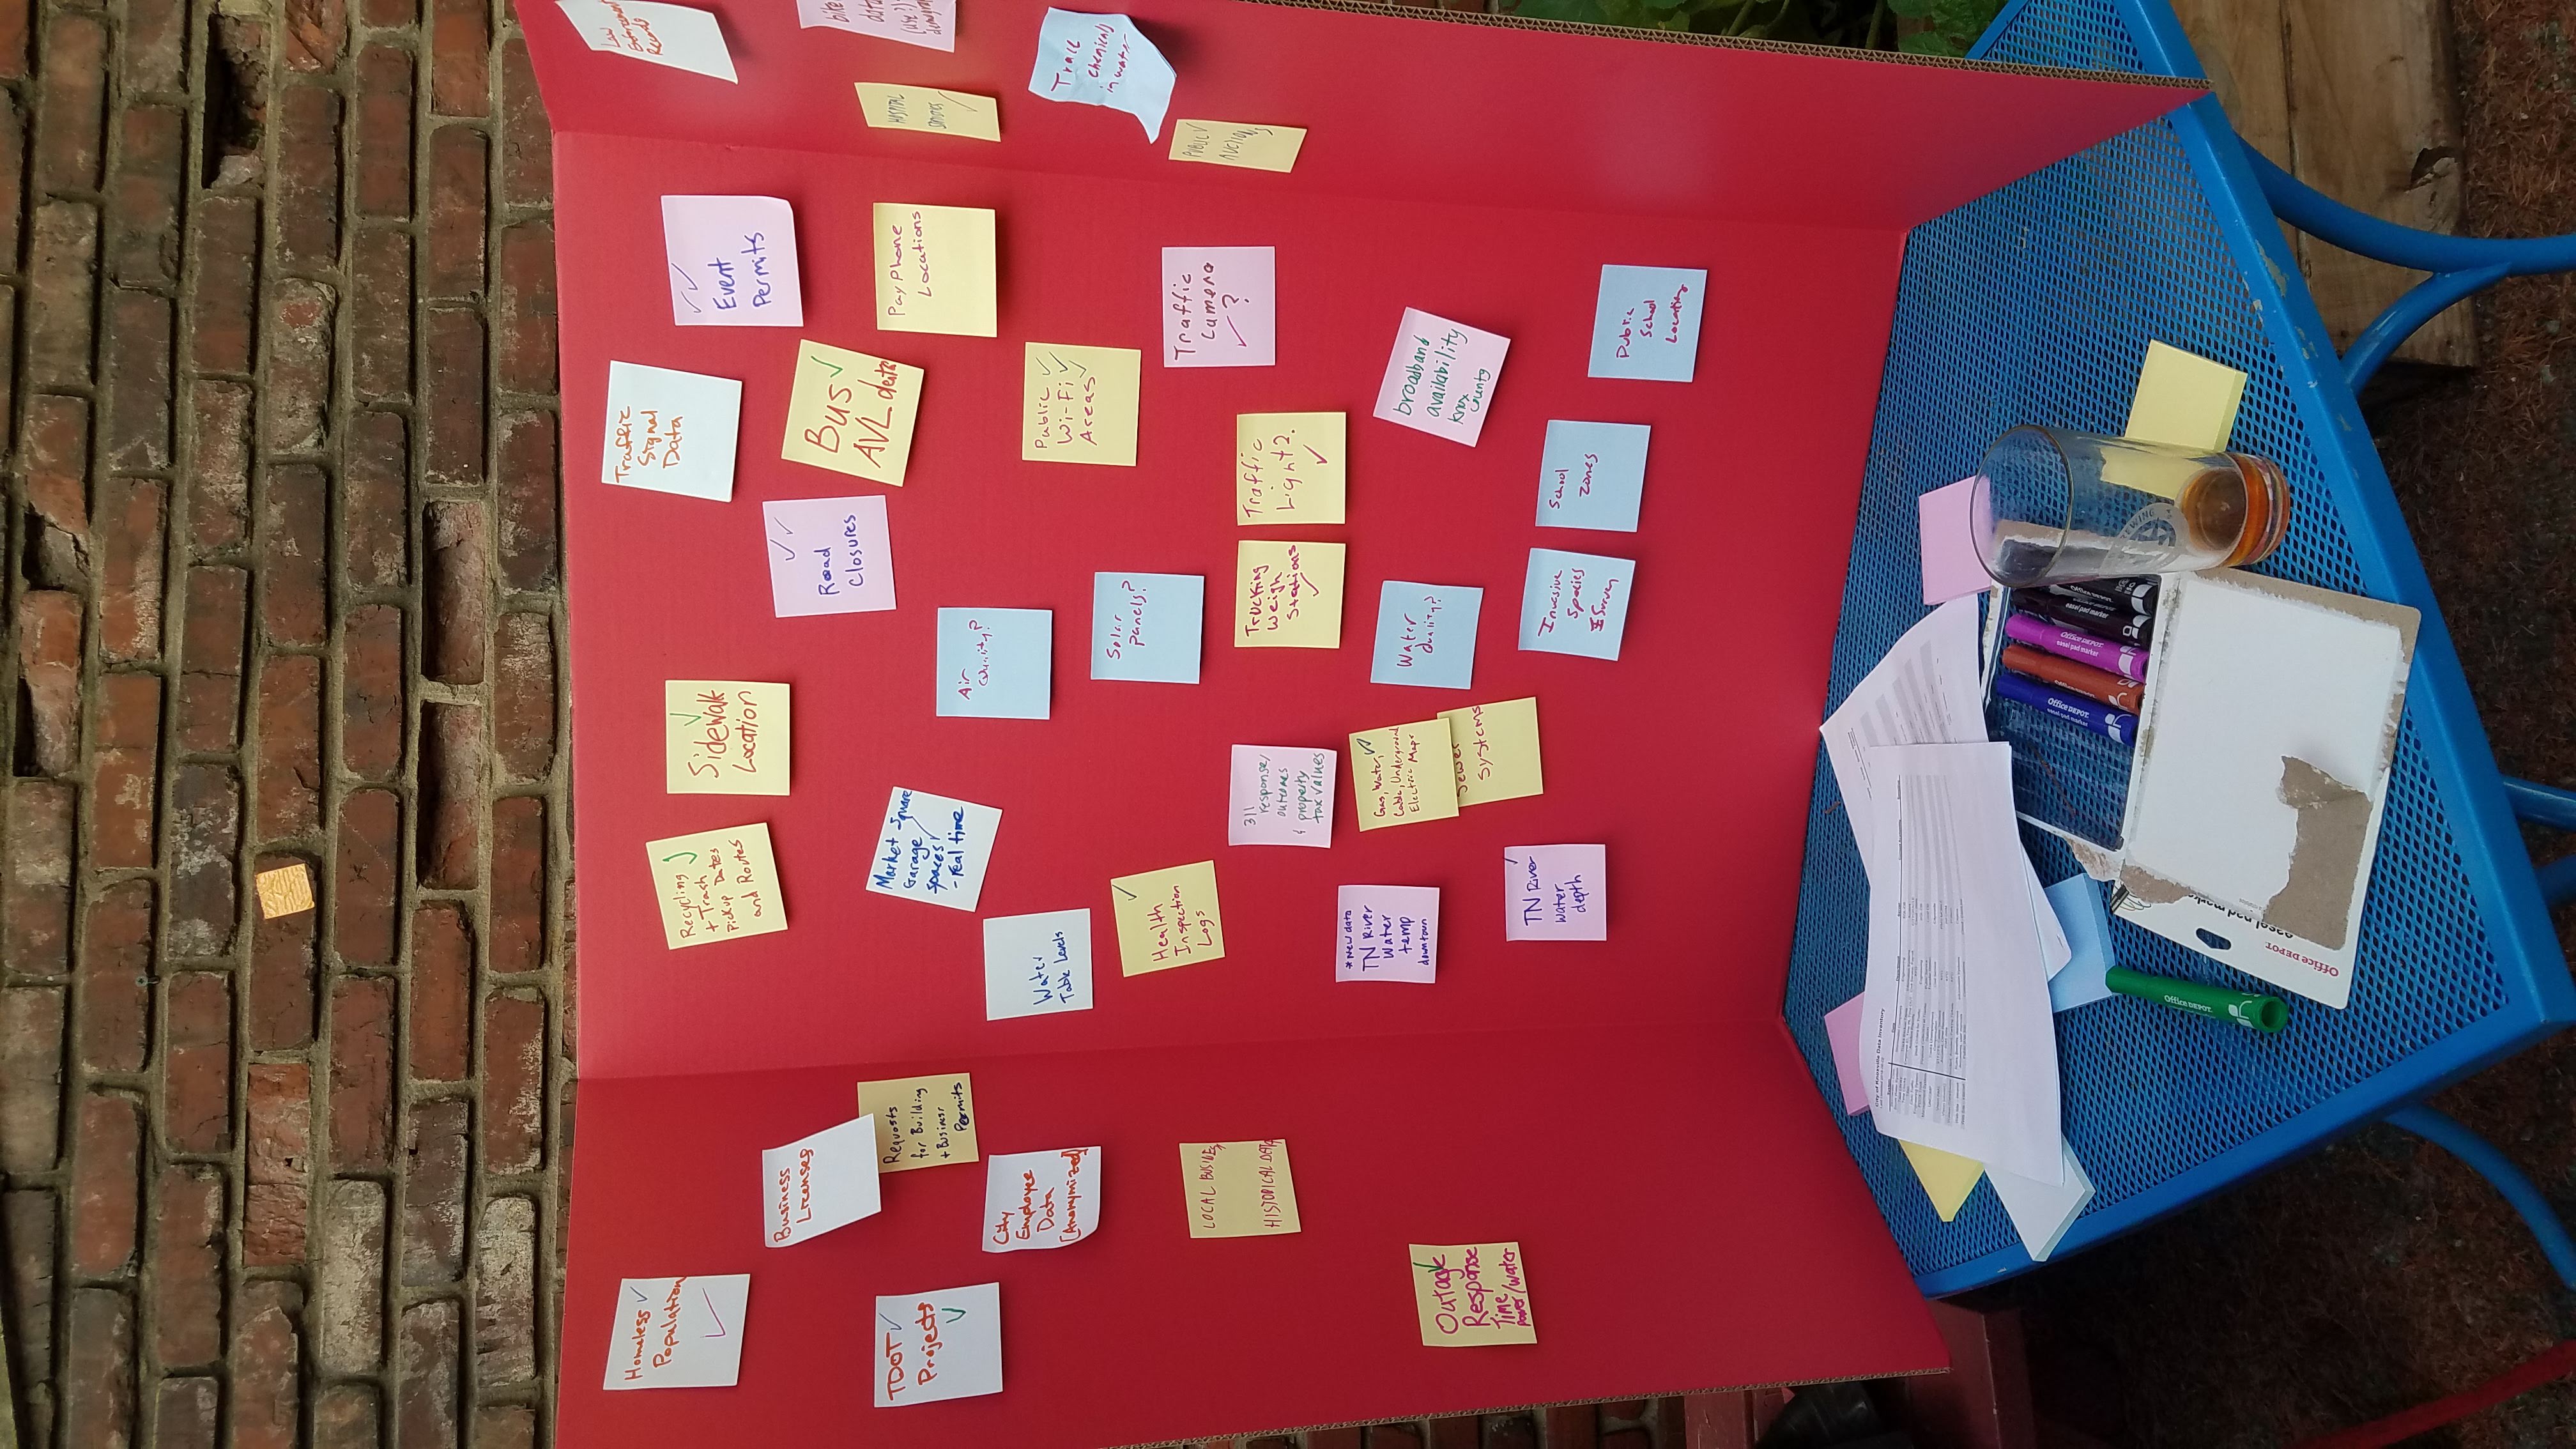 Homeless ✓
Population
✓
Business
Licenses
TDOT ✓
Projects
✓
Requests
for Building
+ Business
Permits
City
Employee
Data
[Anonymized]
LOCAL BUSINESS
HISTORICAL DATA
Outage
Response
Time
power/water
Recycling
+ Trash
Pickup Dates
and Routes
Sidewalk
Location
Traffic
Signal
Data
✓✓
Event
Permits
✓✓
Road
Closures
Bus ✓
AVL data
Pay Phone
Locations
Market Square
Garage
spaces
- real time
Air
Quality?
Water
Table Levels
Public ✓
Wi-Fi ✓
Areas ✓
Solar
panels?
Health
Inspection
Logs
Traffic
Camera
✓ ?
311
response/
outcomes
& property
tax values
Trucking
Weigh
Stations
✓
Traffic
Light?
✓
* New data
TN River
Water
temp
downtown
Gas, Water,
Cable, Underground
Electric Maps
Sewer
Systems
Water
Quality?
broadband
availability
Knox
County
TN River
water
depth
Invasive
Species
Survey
School
Zones
Public
School
Location
Law
Enforcement
Records
bike
data
(use?)
HOSPITAL
✓
Trace
chemicals
in water
PUBLIC ✓
AUCTIONS
City of Knoxville Data Inventory
OFFICE DEPOT
easel pad marker
Office DEPOT
easel pad mark